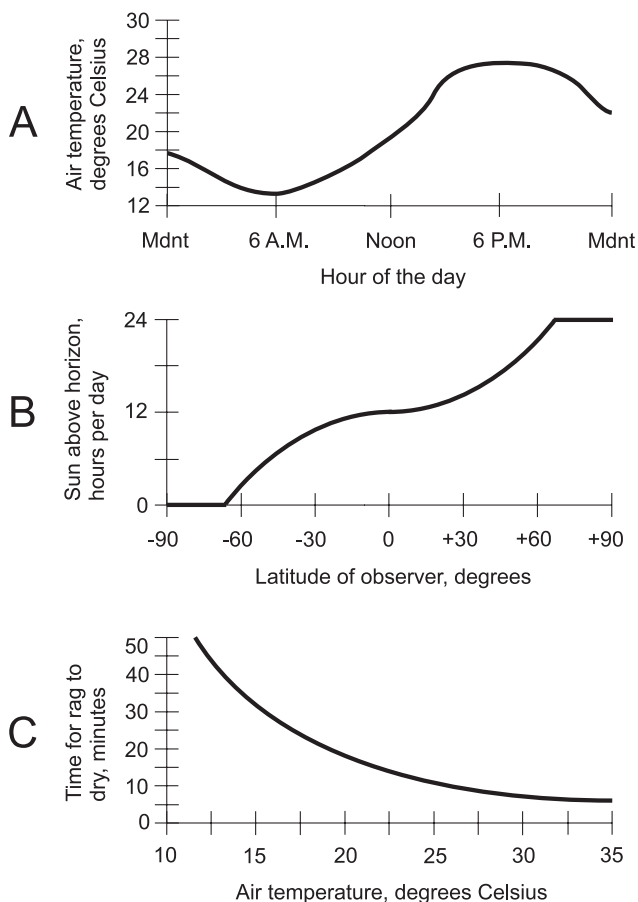 A
Air temperature,
degrees Celsius
30
28
24
20
16
12
Mdnt 6 A.M. Noon 6 P.M. Mdnt
Hour of the day
B
Sun above horizon,
hours per day
24
12
0
-90 -60 -30 0 +30 +60 +90
Latitude of observer, degrees
C
Time for rag to
dry, minutes
50
40
30
20
10
0
10 15 20 25 30 35
Air temperature, degrees Celsius